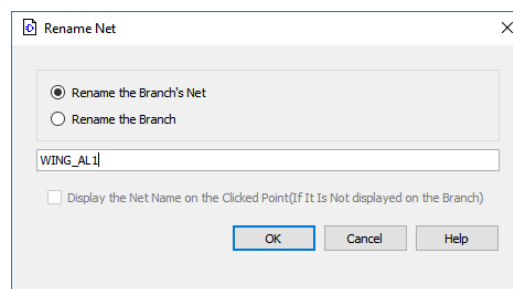 Rename Net
Rename the Branch's Net
Rename the Branch
WING_AL1
Display the Net Name on the Clicked Point(If It Is Not displayed on the Branch)
OK Cancel Help